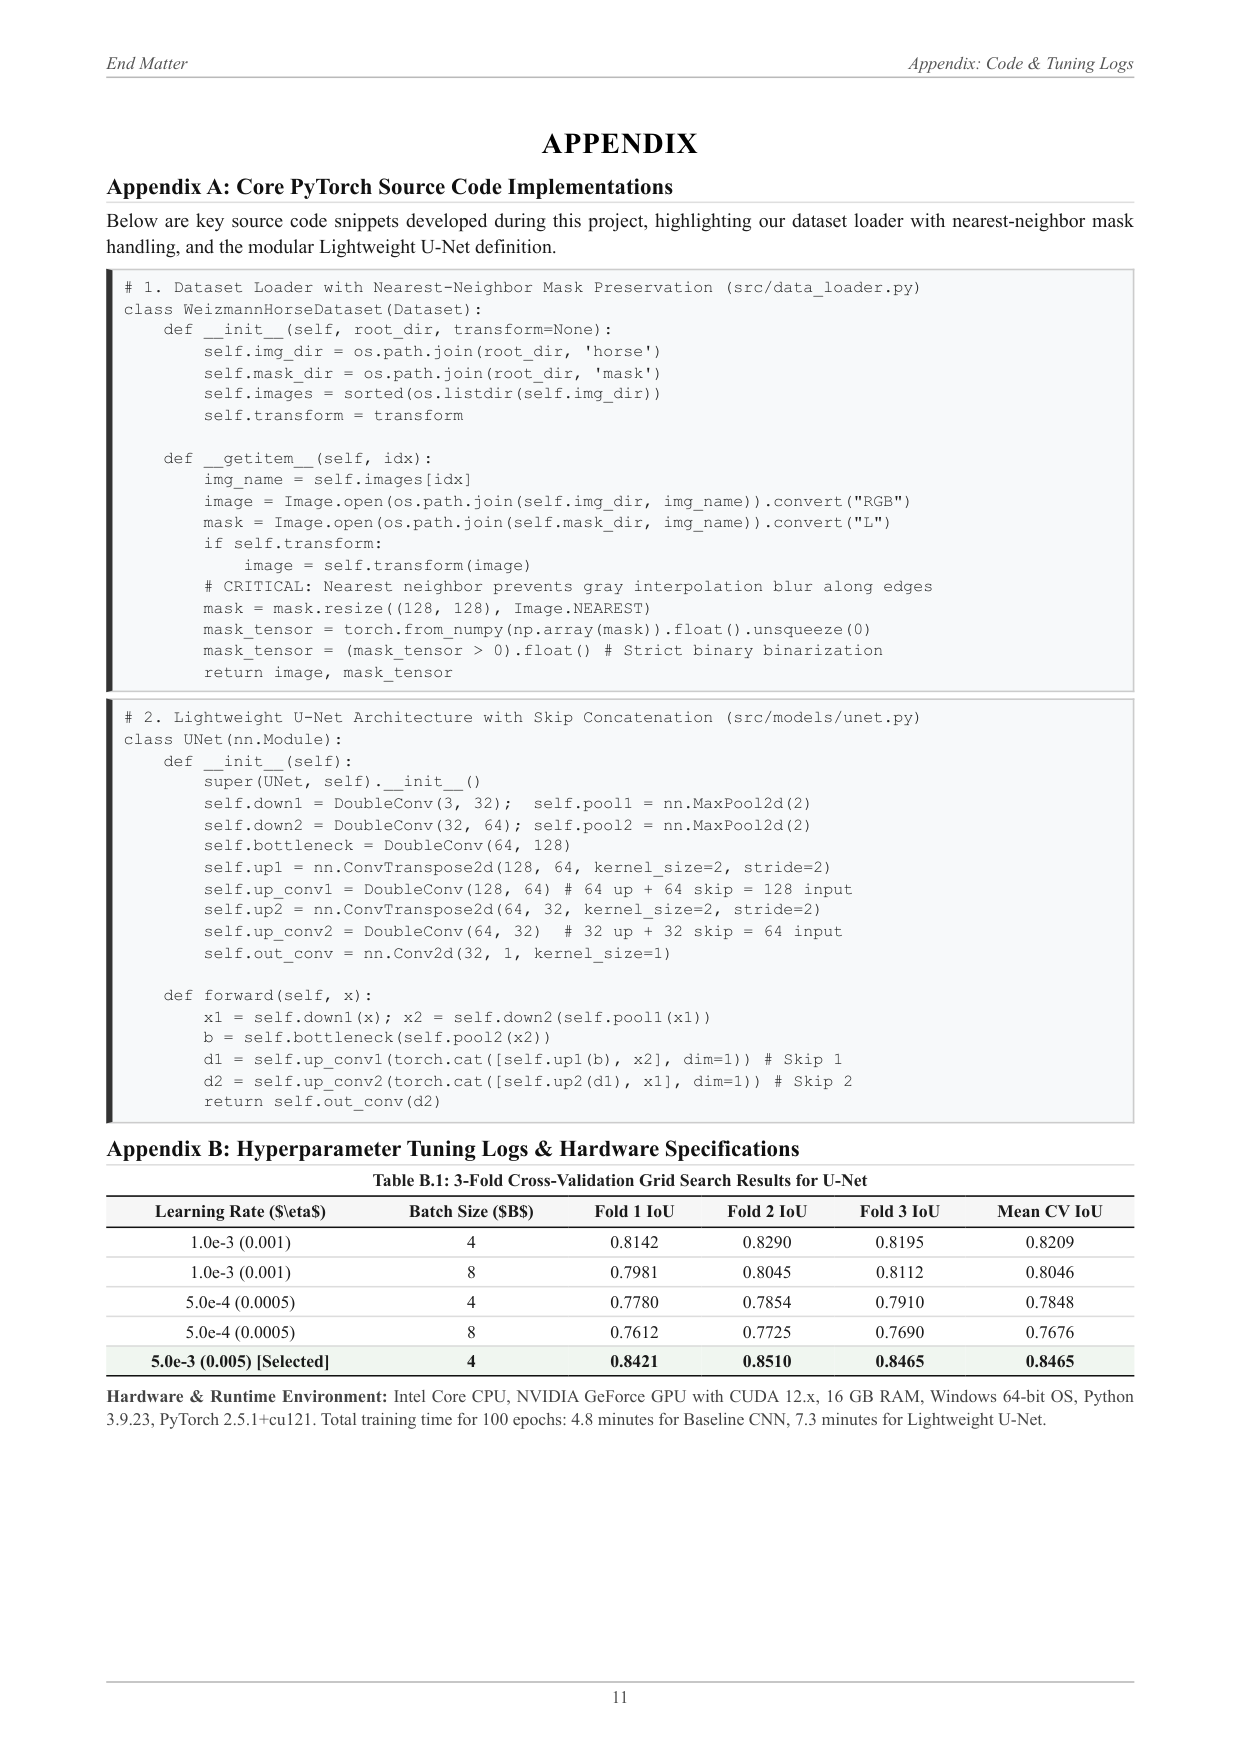 End Matter
Appendix: Code & Tuning Logs
APPENDIX
Appendix A: Core PyTorch Source Code Implementations
Below are key source code snippets developed during this project, highlighting our dataset loader with nearest-neighbor mask
handling, and the modular Lightweight U-Net definition.
# 1. Dataset Loader with Nearest-Neighbor Mask Preservation (src/data_loader.py)
class WeizmannHorseDataset(Dataset):
    def __init__(self, root_dir, transform=None):
        self.img_dir = os.path.join(root_dir, 'horse')
        self.mask_dir = os.path.join(root_dir, 'mask')
        self.images = sorted(os.listdir(self.img_dir))
        self.transform = transform

    def __getitem__(self, idx):
        img_name = self.images[idx]
        image = Image.open(os.path.join(self.img_dir, img_name)).convert("RGB")
        mask = Image.open(os.path.join(self.mask_dir, img_name)).convert("L")
        if self.transform:
            image = self.transform(image)
        # CRITICAL: Nearest neighbor prevents gray interpolation blur along edges
        mask = mask.resize((128, 128), Image.NEAREST)
        mask_tensor = torch.from_numpy(np.array(mask)).float().unsqueeze(0)
        mask_tensor = (mask_tensor > 0).float() # Strict binary binarization
        return image, mask_tensor
# 2. Lightweight U-Net Architecture with Skip Concatenation (src/models/unet.py)
class UNet(nn.Module):
    def __init__(self):
        super(UNet, self).__init__()
        self.down1 = DoubleConv(3, 32);  self.pool1 = nn.MaxPool2d(2)
        self.down2 = DoubleConv(32, 64); self.pool2 = nn.MaxPool2d(2)
        self.bottleneck = DoubleConv(64, 128)
        self.up1 = nn.ConvTranspose2d(128, 64, kernel_size=2, stride=2)
        self.up_conv1 = DoubleConv(128, 64) # 64 up + 64 skip = 128 input
        self.up2 = nn.ConvTranspose2d(64, 32, kernel_size=2, stride=2)
        self.up_conv2 = DoubleConv(64, 32)  # 32 up + 32 skip = 64 input
        self.out_conv = nn.Conv2d(32, 1, kernel_size=1)

    def forward(self, x):
        x1 = self.down1(x); x2 = self.down2(self.pool1(x1))
        b = self.bottleneck(self.pool2(x2))
        d1 = self.up_conv1(torch.cat([self.up1(b), x2], dim=1)) # Skip 1
        d2 = self.up_conv2(torch.cat([self.up2(d1), x1], dim=1)) # Skip 2
        return self.out_conv(d2)
Appendix B: Hyperparameter Tuning Logs & Hardware Specifications
Table B.1: 3-Fold Cross-Validation Grid Search Results for U-Net
Learning Rate ($\eta$) Batch Size ($B$) Fold 1 IoU Fold 2 IoU Fold 3 IoU Mean CV IoU
1.0e-3 (0.001) 4 0.8142 0.8290 0.8195 0.8209
1.0e-3 (0.001) 8 0.7981 0.8045 0.8112 0.8046
5.0e-4 (0.0005) 4 0.7780 0.7854 0.7910 0.7848
5.0e-4 (0.0005) 8 0.7612 0.7725 0.7690 0.7676
5.0e-3 (0.005) [Selected] 4 0.8421 0.8510 0.8465 0.8465
Hardware & Runtime Environment: Intel Core CPU, NVIDIA GeForce GPU with CUDA 12.x, 16 GB RAM, Windows 64-bit OS, Python
3.9.23, PyTorch 2.5.1+cu121. Total training time for 100 epochs: 4.8 minutes for Baseline CNN, 7.3 minutes for Lightweight U-Net.
11